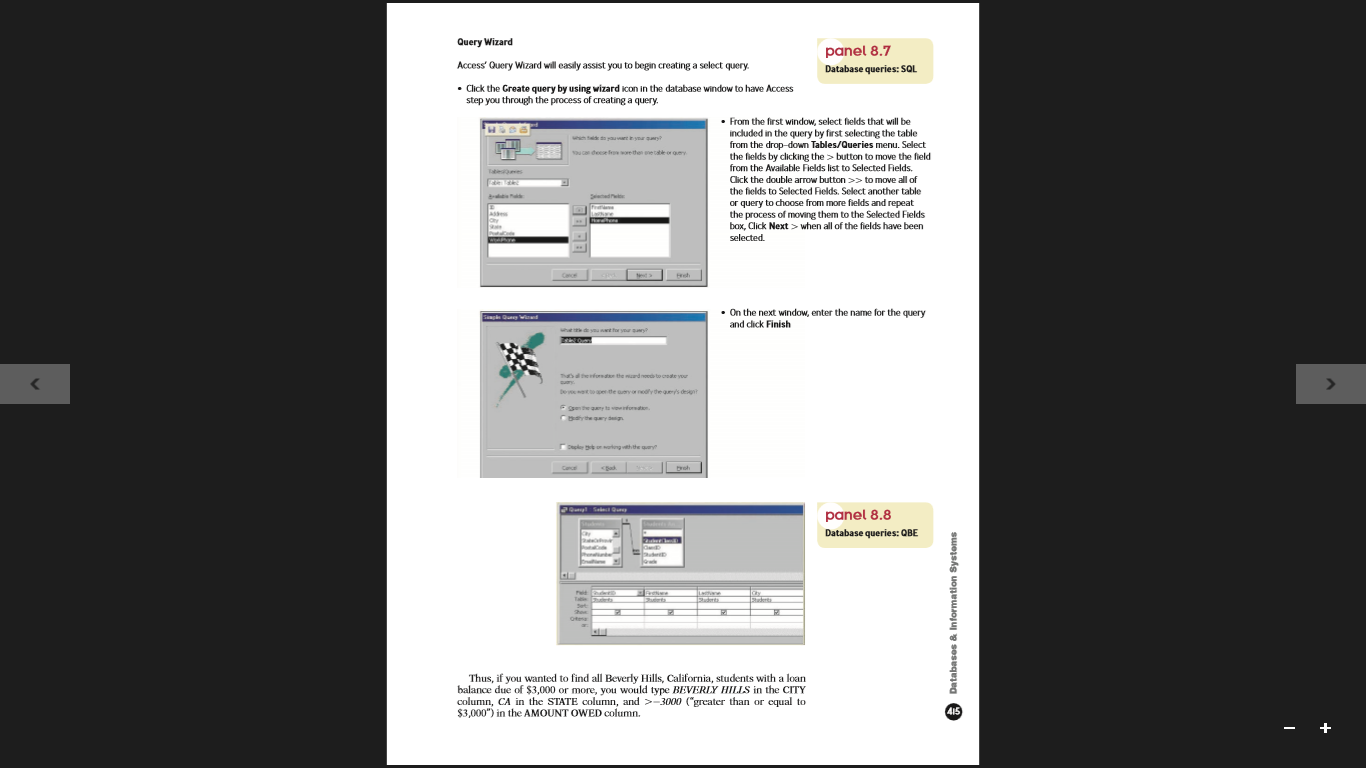 Query Wizard
panel 8.7
Database queries: SQL
Access' Query Wizard will easily assist you to begin creating a select query.
• Click the Greate query by using wizard icon in the database window to have Access
step you through the process of creating a query.
Which fields do you want in your query?
You can choose from more than one table or query.
Tables/Queries
Table: Table2
Available Fields:
Selected Fields:
ID
Address
City
State
PostalCode
WorkPhone
FirstName
LastName
HomePhone
Cancel
Next >
Finish
• From the first window, select fields that will be
included in the query by first selecting the table
from the drop-down Tables/Queries menu. Select
the fields by clicking the > button to move the field
from the Available Fields list to Selected Fields.
Click the double arrow button >> to move all of
the fields to Selected Fields. Select another table
or query to choose from more fields and repeat
the process of moving them to the Selected Fields
box, Click Next > when all of the fields have been
selected.
Simple Query Wizard
What title do you want for your query?
Table2 Query
That's all the information the wizard needs to create your
query.
Do you want to open the query or modify the query's design?
Open the query to view information.
Modify the query design.
Display Help on working with the query?
Cancel
< Back
Finish
• On the next window, enter the name for the query
and click Finish
Query1 : Select Query
Students
City
StateOrProvin
PostalCode
PhoneNumber
EmailName
*
StudentClassID
ClassID
StudentID
Grade
Field: StudentID FirstName LastName City
Table: Students Students Students Students
Sort:
Show:
Criteria:
or:
panel 8.8
Database queries: QBE
Thus, if you wanted to find all Beverly Hills, California, students with a loan
balance due of $3,000 or more, you would type BEVERLY HILLS in the CITY
column, CA in the STATE column, and >–3000 ("greater than or equal to
$3,000") in the AMOUNT OWED column.
Databases & Information Systems
415